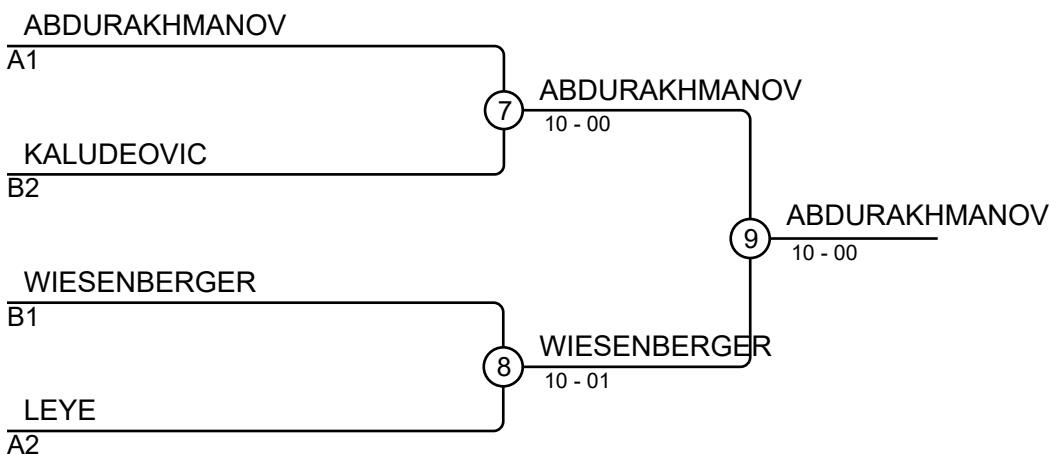 ABDURAKHMANOV
A1
7
ABDURAKHMANOV
10 - 00
KALUDEOVIC
B2
9
ABDURAKHMANOV
10 - 00
WIESENBERGER
B1
8
WIESENBERGER
10 - 01
LEYE
A2